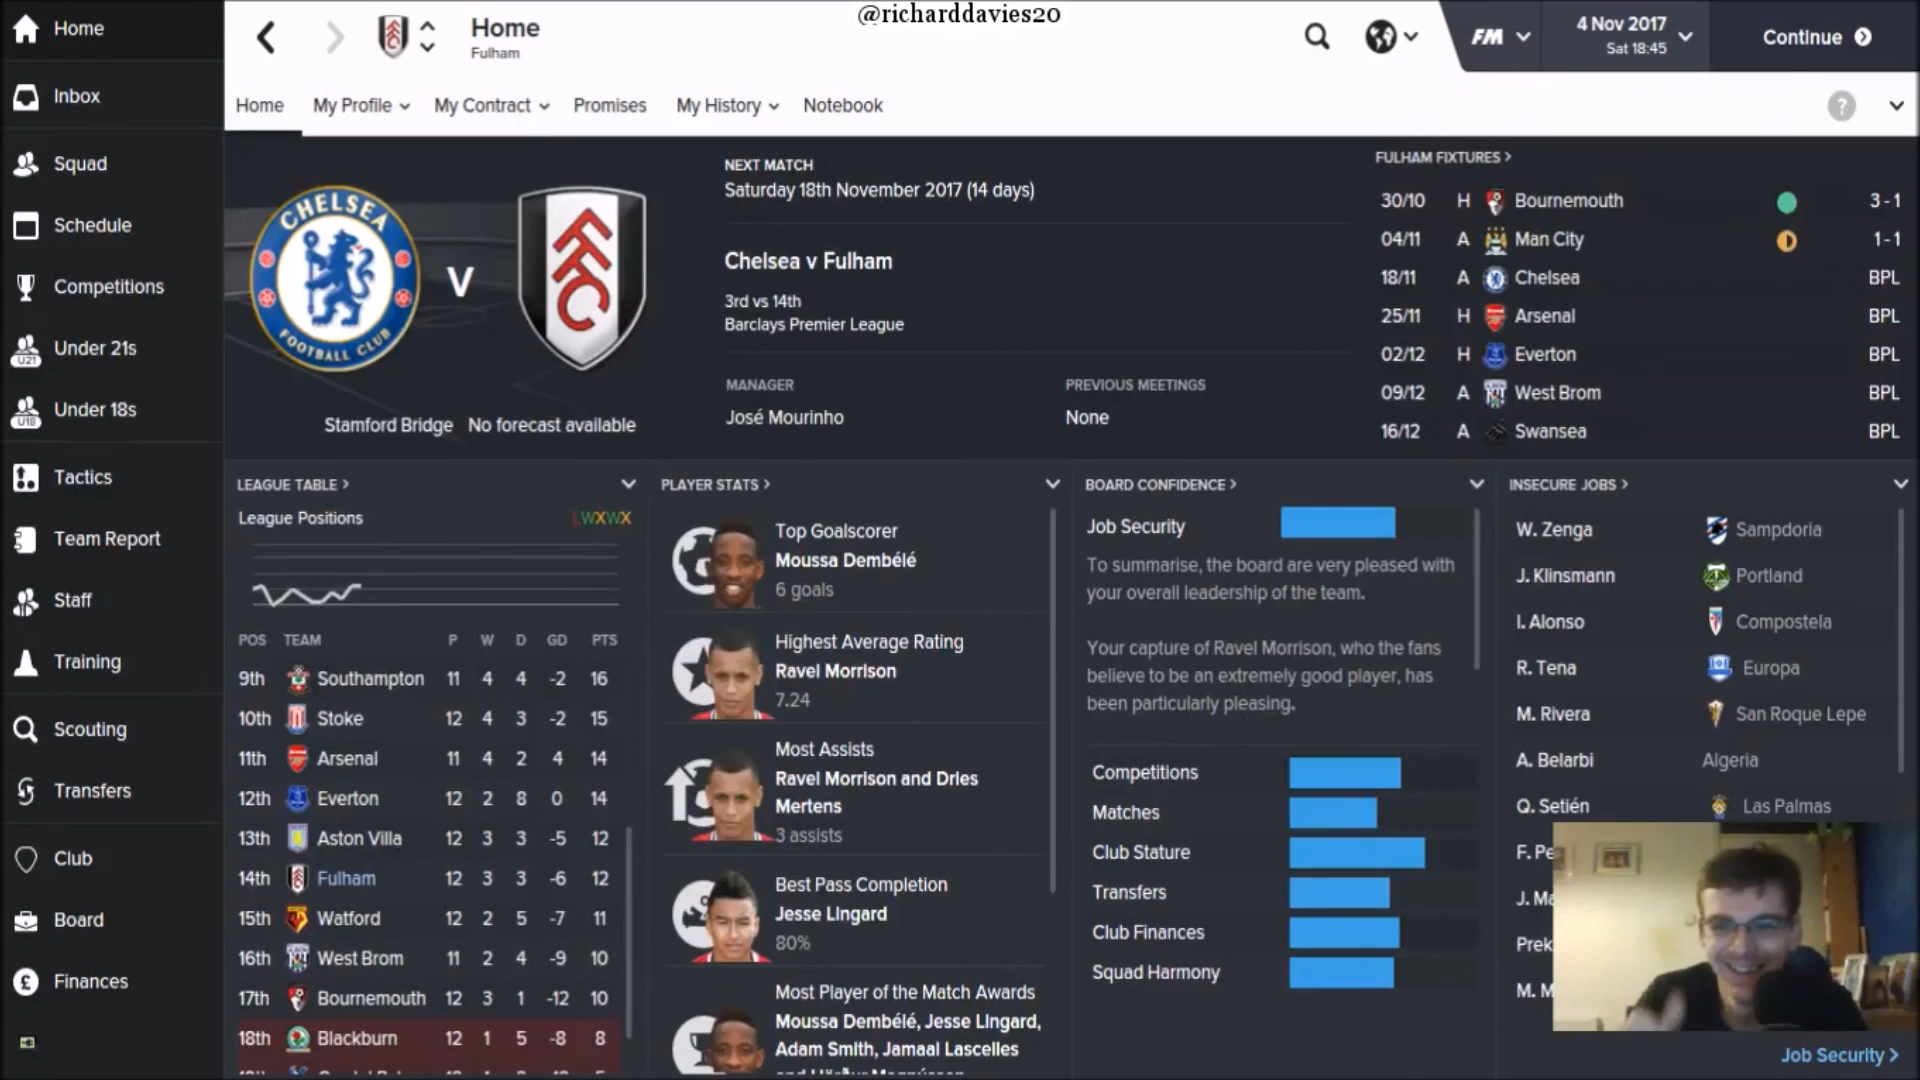 @richarddavies20
Home
Inbox
Squad
Schedule
Competitions
U21
Under 21s
U18
Under 18s
Tactics
Team Report
Staff
Training
Scouting
Transfers
Club
Board
Finances
Home
Fulham
FM
4 Nov 2017
Sat 18:45
Continue
Home
My Profile
My Contract
Promises
My History
Notebook
?
CHELSEA
FOOTBALL CLUB
V
FFC
Stamford Bridge
No forecast available
NEXT MATCH
Saturday 18th November 2017 (14 days)
Chelsea v Fulham
3rd vs 14th
Barclays Premier League
MANAGER
José Mourinho
PREVIOUS MEETINGS
None
FULHAM FIXTURES >
30/10 H Bournemouth 3 - 1
04/11 A Man City 1 - 1
18/11 A Chelsea BPL
25/11 H Arsenal BPL
02/12 H Everton BPL
09/12 A West Brom BPL
16/12 A Swansea BPL
LEAGUE TABLE >
League Positions LWXWX
POS TEAM P W D GD PTS
9th Southampton 11 4 4 -2 16
10th Stoke 12 4 3 -2 15
11th Arsenal 11 4 2 4 14
12th Everton 12 2 8 0 14
13th Aston Villa 12 3 3 -5 12
14th Fulham 12 3 3 -6 12
15th Watford 12 2 5 -7 11
16th West Brom 11 2 4 -9 10
17th Bournemouth 12 3 1 -12 10
18th Blackburn 12 1 5 -8 8
PLAYER STATS >
Top Goalscorer
Moussa Dembélé
6 goals
Highest Average Rating
Ravel Morrison
7.24
Most Assists
Ravel Morrison and Dries
Mertens
3 assists
Best Pass Completion
Jesse Lingard
80%
Most Player of the Match Awards
Moussa Dembélé, Jesse Lingard,
Adam Smith, Jamaal Lascelles
BOARD CONFIDENCE >
Job Security
To summarise, the board are very pleased with
your overall leadership of the team.
Your capture of Ravel Morrison, who the fans
believe to be an extremely good player, has
been particularly pleasing.
Competitions
Matches
Club Stature
Transfers
Club Finances
Squad Harmony
INSECURE JOBS >
W. Zenga Sampdoria
J. Klinsmann Portland
I. Alonso Compostela
R. Tena Europa
M. Rivera San Roque Lepe
A. Belarbi Algeria
Q. Setién Las Palmas
F. Pe
J. Ma
Prek
M. M
Job Security >